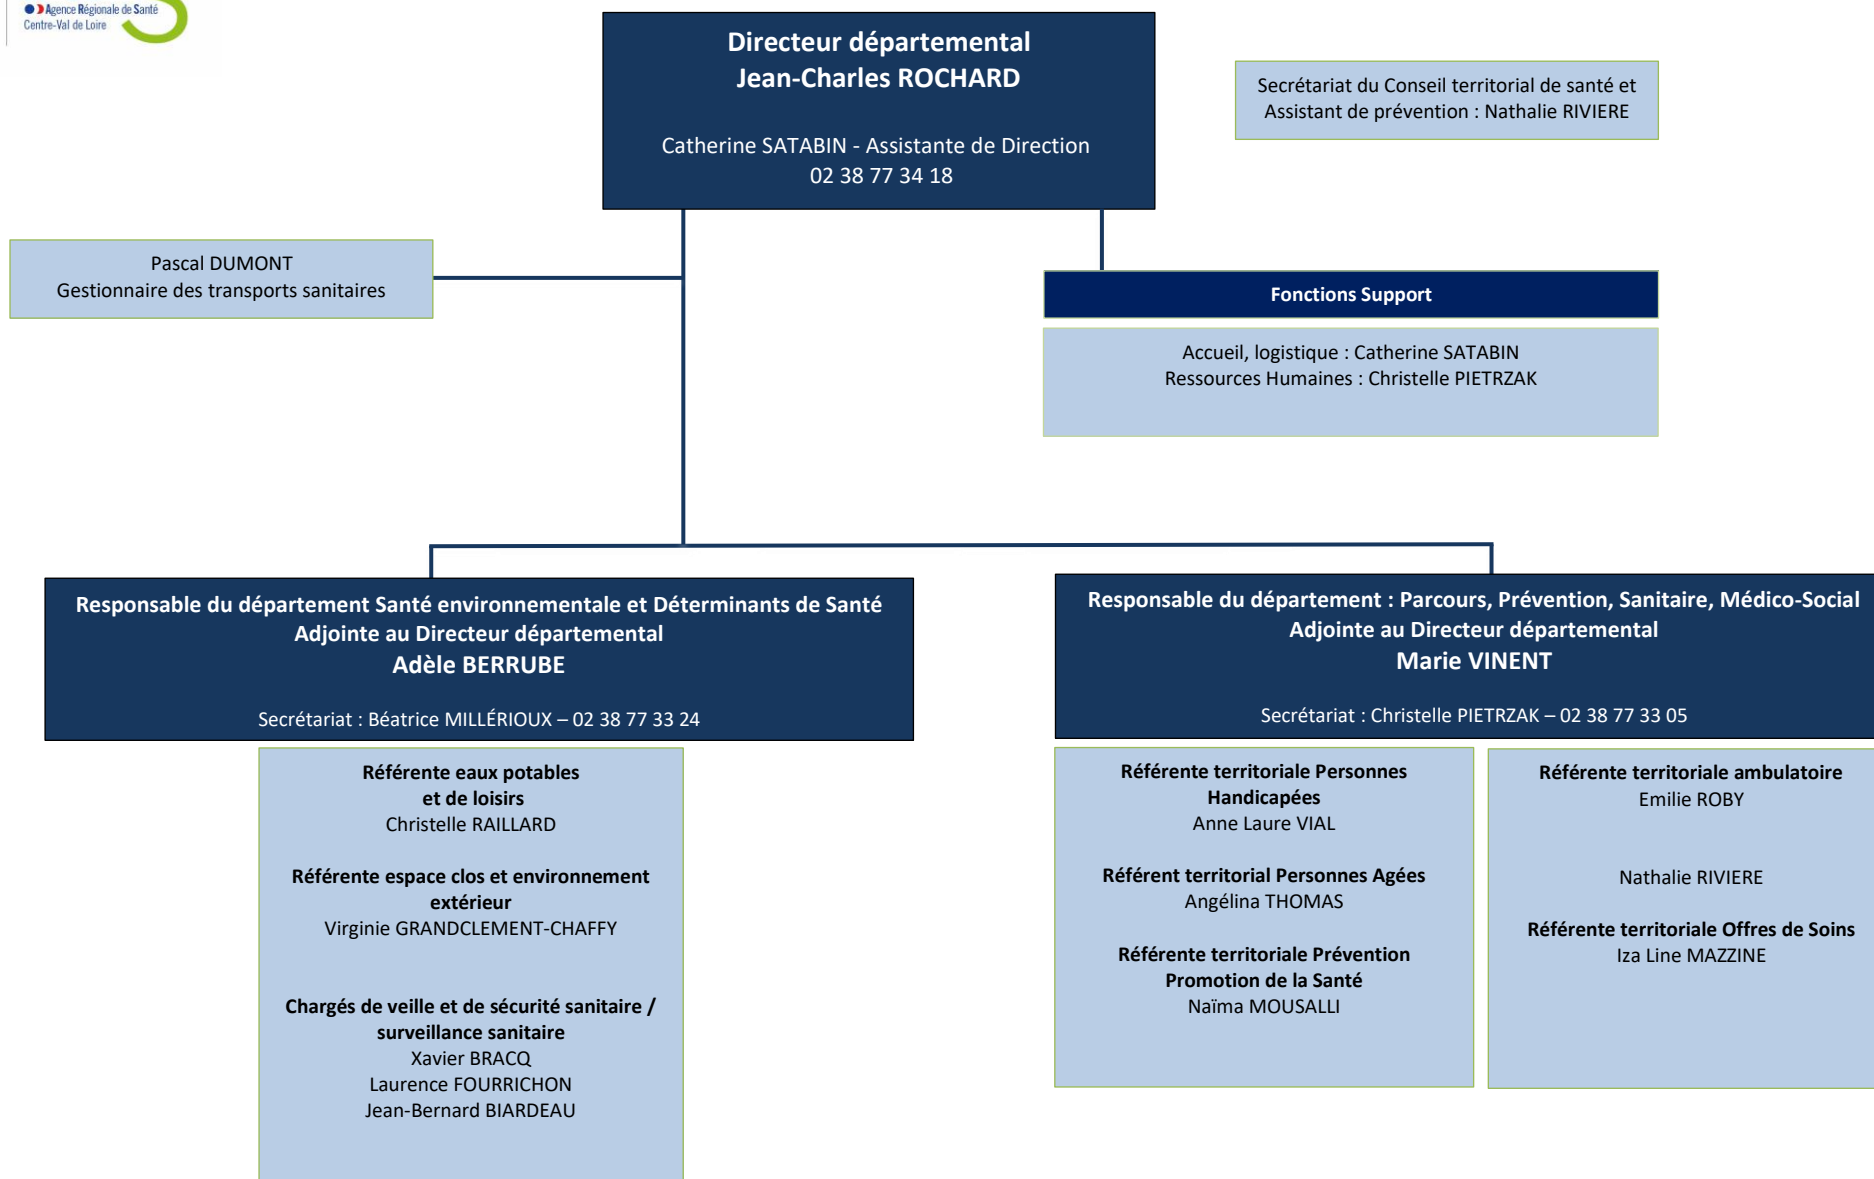 Agence Régionale de Santé
Centre-Val de Loire
Directeur départemental
Jean-Charles ROCHARD
Catherine SATABIN - Assistante de Direction
02 38 77 34 18
Secrétariat du Conseil territorial de santé et
Assistant de prévention : Nathalie RIVIERE
Pascal DUMONT
Gestionnaire des transports sanitaires
Fonctions Support
Accueil, logistique : Catherine SATABIN
Ressources Humaines : Christelle PIETRZAK
Responsable du département Santé environnementale et Déterminants de Santé
Adjointe au Directeur départemental
Adèle BERRUBE
Secrétariat : Béatrice MILLÉRIOUX – 02 38 77 33 24
Référente eaux potables
et de loisirs
Christelle RAILLARD
Référente espace clos et environnement
extérieur
Virginie GRANDCLEMENT-CHAFFY
Chargés de veille et de sécurité sanitaire /
surveillance sanitaire
Xavier BRACQ
Laurence FOURRICHON
Jean-Bernard BIARDEAU
Responsable du département : Parcours, Prévention, Sanitaire, Médico-Social
Adjointe au Directeur départemental
Marie VINENT
Secrétariat : Christelle PIETRZAK – 02 38 77 33 05
Référente territoriale Personnes
Handicapées
Anne Laure VIAL
Référent territorial Personnes Agées
Angélina THOMAS
Référente territoriale Prévention
Promotion de la Santé
Naïma MOUSALLI
Référente territoriale ambulatoire
Emilie ROBY
Nathalie RIVIERE
Référente territoriale Offres de Soins
Iza Line MAZZINE